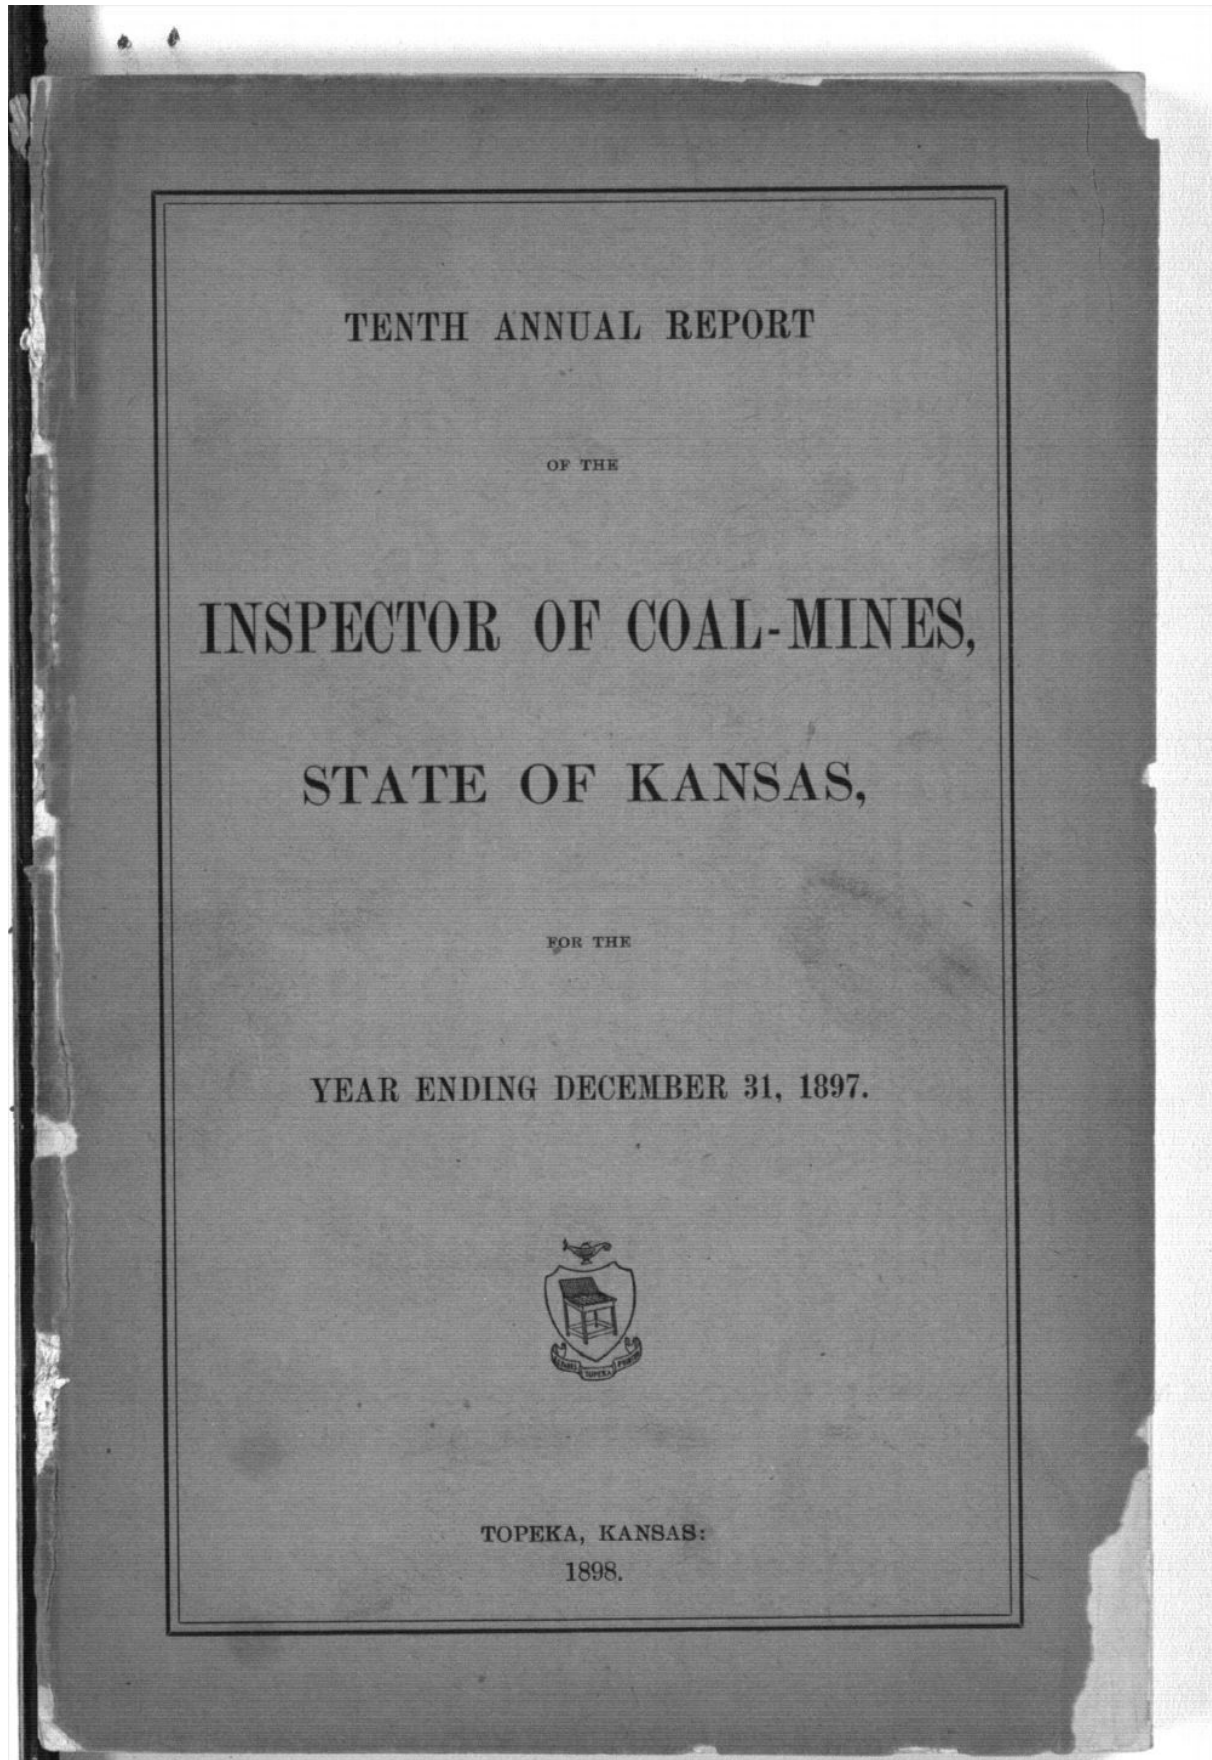 TENTH ANNUAL REPORT
OF THE
INSPECTOR OF COAL-MINES,
STATE OF KANSAS,
FOR THE
YEAR ENDING DECEMBER 31, 1897.
TOPEKA
TOPEKA, KANSAS:
1898.